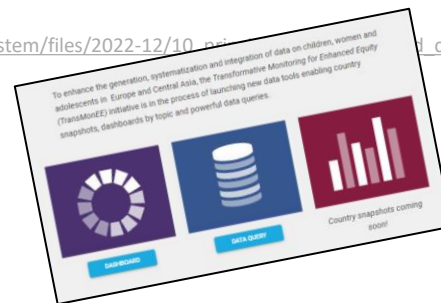 stem/files/2022-12/10
To enhance the generation, systematization and integration of data on children, women and
adolescents in Europe and Central Asia, the Transformative Monitoring for Enhanced Equity
(TransMonEE) initiative is in the process of launching new data tools enabling country
snapshots, dashboards by topic and powerful data queries.
DASHBOARD
DATA QUERY
Country snapshots coming
soon!